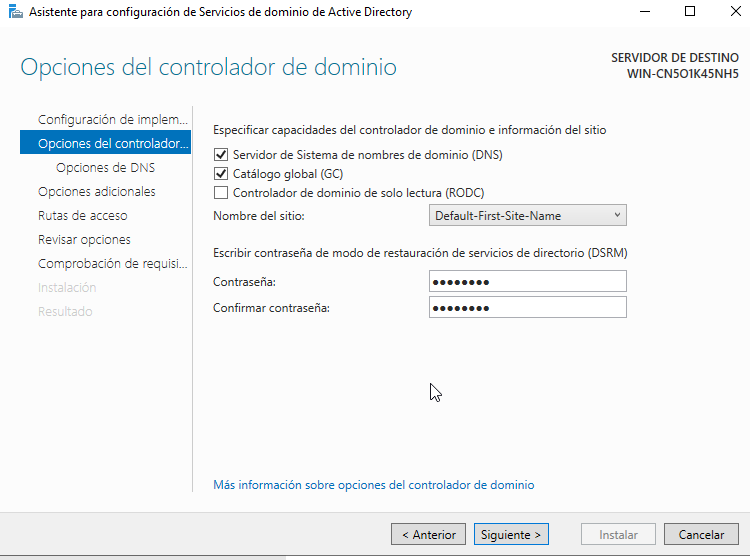 Asistente para configuración de Servicios de dominio de Active Directory
Opciones del controlador de dominio
SERVIDOR DE DESTINO
WIN-CN5O1K45NH5
Configuración de implem...
Opciones del controlador...
Opciones de DNS
Opciones adicionales
Rutas de acceso
Revisar opciones
Comprobación de requisi...
Instalación
Resultado
Especificar capacidades del controlador de dominio e información del sitio
Servidor de Sistema de nombres de dominio (DNS)
Catálogo global (GC)
Controlador de dominio de solo lectura (RODC)
Nombre del sitio: Default-First-Site-Name
Escribir contraseña de modo de restauración de servicios de directorio (DSRM)
Contraseña: ●●●●●●●●
Confirmar contraseña: ●●●●●●●●
Más información sobre opciones del controlador de dominio
< Anterior Siguiente > Instalar Cancelar